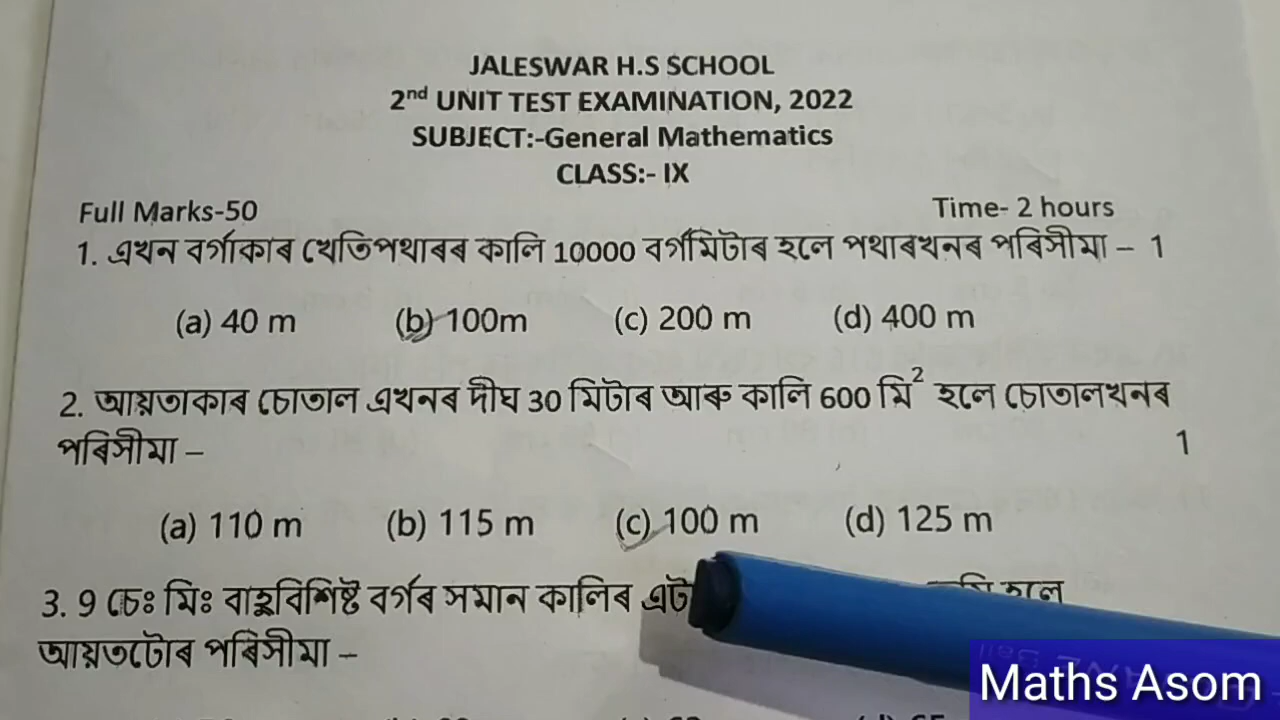 JALESWAR H.S SCHOOL
2nd UNIT TEST EXAMINATION, 2022
SUBJECT:-General Mathematics
CLASS:- IX
Full Marks-50 Time- 2 hours
1. এখন বৰ্গাকাৰ খেতিপথাৰৰ কালি 10000 বৰ্গমিটাৰ হলে পথাৰখনৰ পৰিসীমা – 1
(a) 40 m (b) 100m (c) 200 m (d) 400 m
2. আয়তাকাৰ চোতাল এখনৰ দীঘ 30 মিটাৰ আৰু কালি 600 মি² হলে চোতালখনৰ
পৰিসীমা – 1
(a) 110 m (b) 115 m (c) 100 m (d) 125 m
3. 9 চেঃ মিঃ বাহুবিশিষ্ট বৰ্গৰ সমান কালিৰ এটা হলে
আয়তটোৰ পৰিসীমা –
Maths Asom